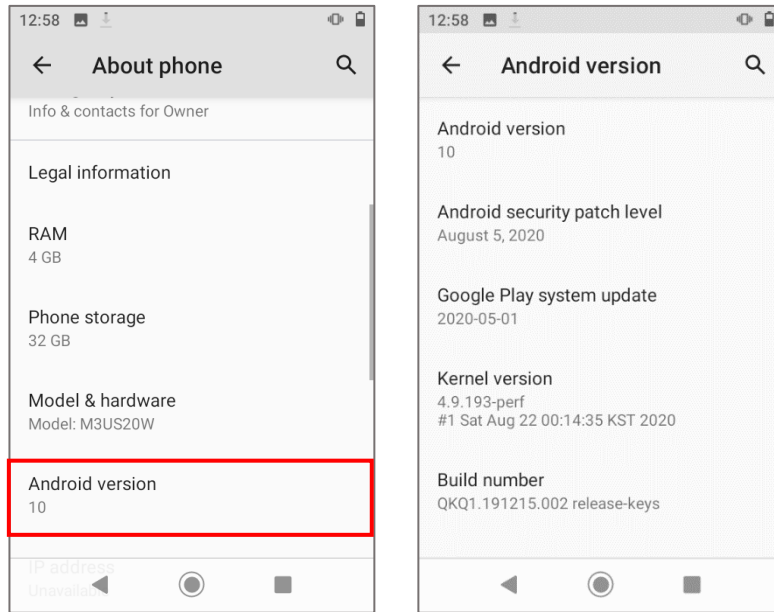 12:58
About phone
Info & contacts for Owner
Legal information
RAM
4 GB
Phone storage
32 GB
Model & hardware
Model: M3US20W
Android version
10
IP address
Unavailable
12:58
Android version
Android version
10
Android security patch level
August 5, 2020
Google Play system update
2020-05-01
Kernel version
4.9.193-perf
#1 Sat Aug 22 00:14:35 KST 2020
Build number
QKQ1.191215.002 release-keys